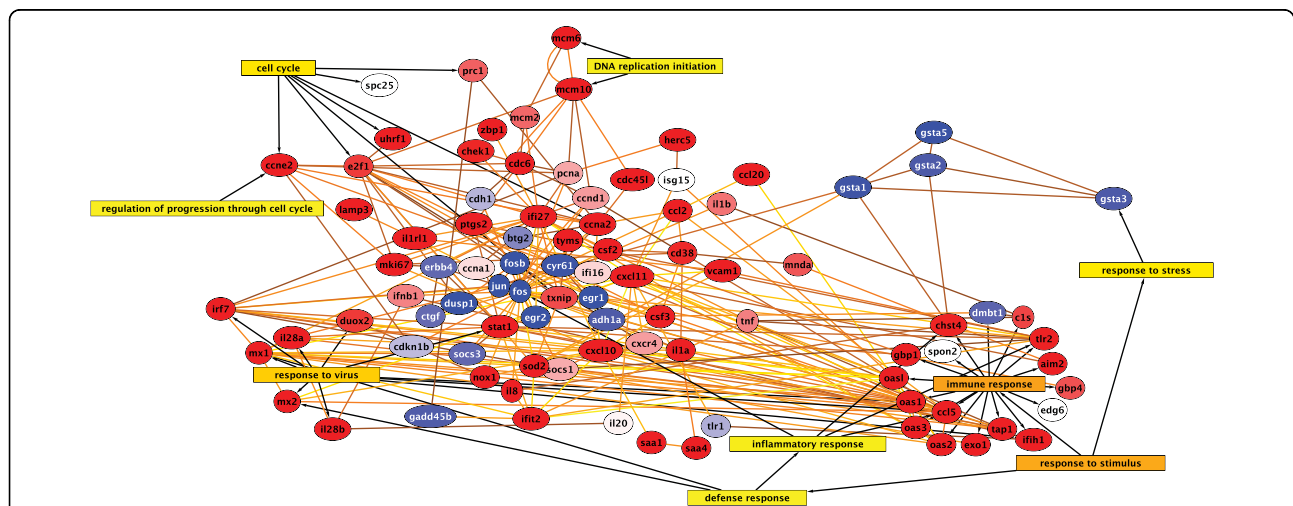 mcm6
cell cycle
prc1
DNA replication initiation
spc25
mcm10
mcm2
zbp1
gsta5
uhrf1
herc5
chek1
ccne2
e2f1
cdc6
pcna
gsta2
cdc45l
isg15
ccl20
gsta1
cdh1
ccnd1
gsta3
regulation of progression through cell cycle
lamp3
il1b
ccl2
ifi27
ptgs2
ccna2
il1rl1
btg2
tyms
csf2
cd38
mki67
erbb4
ccna1
fosb
cyr61
ifi16
cxcl11
vcam1
mnda
response to stress
jun
fos
txnip
egr1
ifnb1
dusp1
irf7
ctgf
egr2
adh1a
csf3
tnf
dmbt1
c1s
duox2
stat1
chst4
il28a
tlr2
cdkn1b
socs3
cxcl10
cxcr4
il1a
mx1
gbp1
spon2
sod2
socs1
aim2
response to virus
nox1
oasl
immune response
gbp4
il8
mx2
oas1
edg6
gadd45b
ifit2
ccl5
il28b
il20
tlr1
oas3
tap1
saa1
saa4
inflammatory response
oas2
exo1
ifih1
response to stimulus
defense response